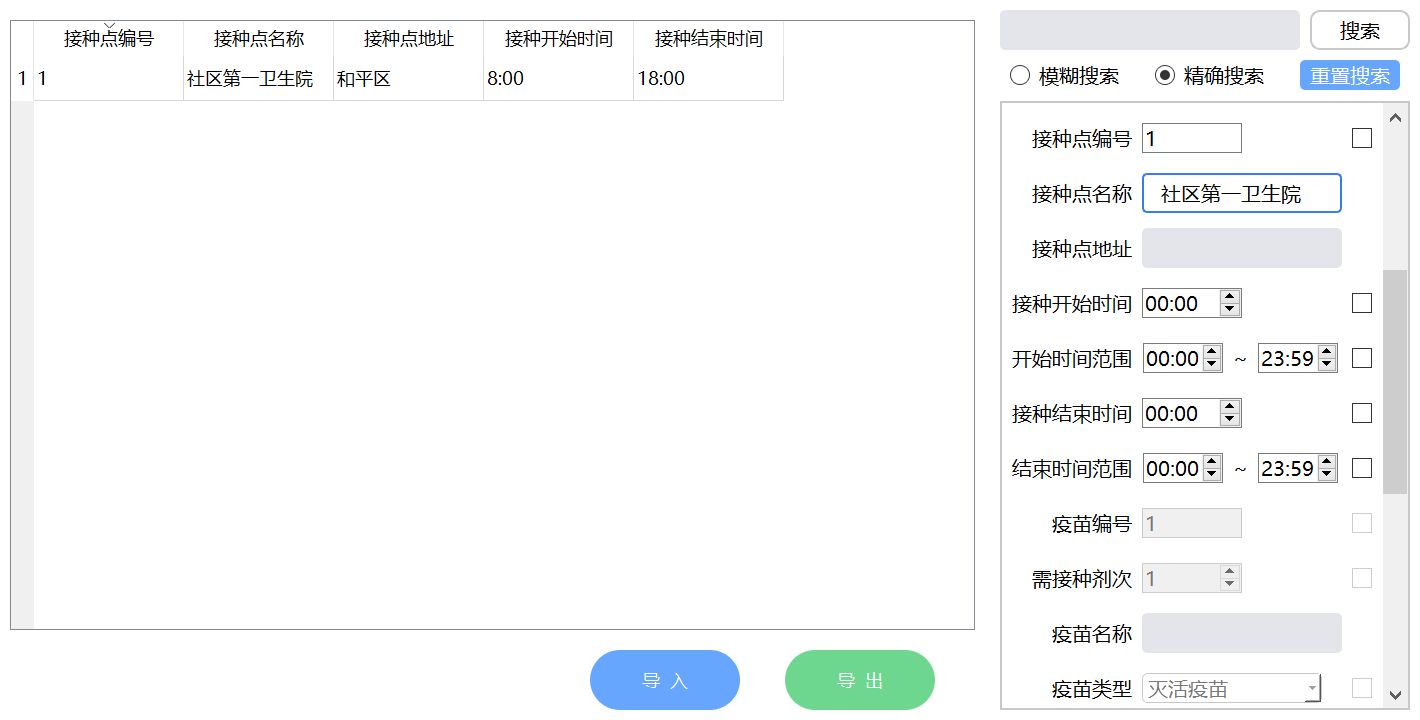 接种点编号 接种点名称 接种点地址 接种开始时间 接种结束时间
1 1 社区第一卫生院 和平区 8:00 18:00
导 入 导 出
搜索
模糊搜索 精确搜索 重置搜索
接种点编号 1
接种点名称 社区第一卫生院
接种点地址
接种开始时间 00:00
开始时间范围 00:00 ~ 23:59
接种结束时间 00:00
结束时间范围 00:00 ~ 23:59
疫苗编号 1
需接种剂次 1
疫苗名称
疫苗类型 灭活疫苗